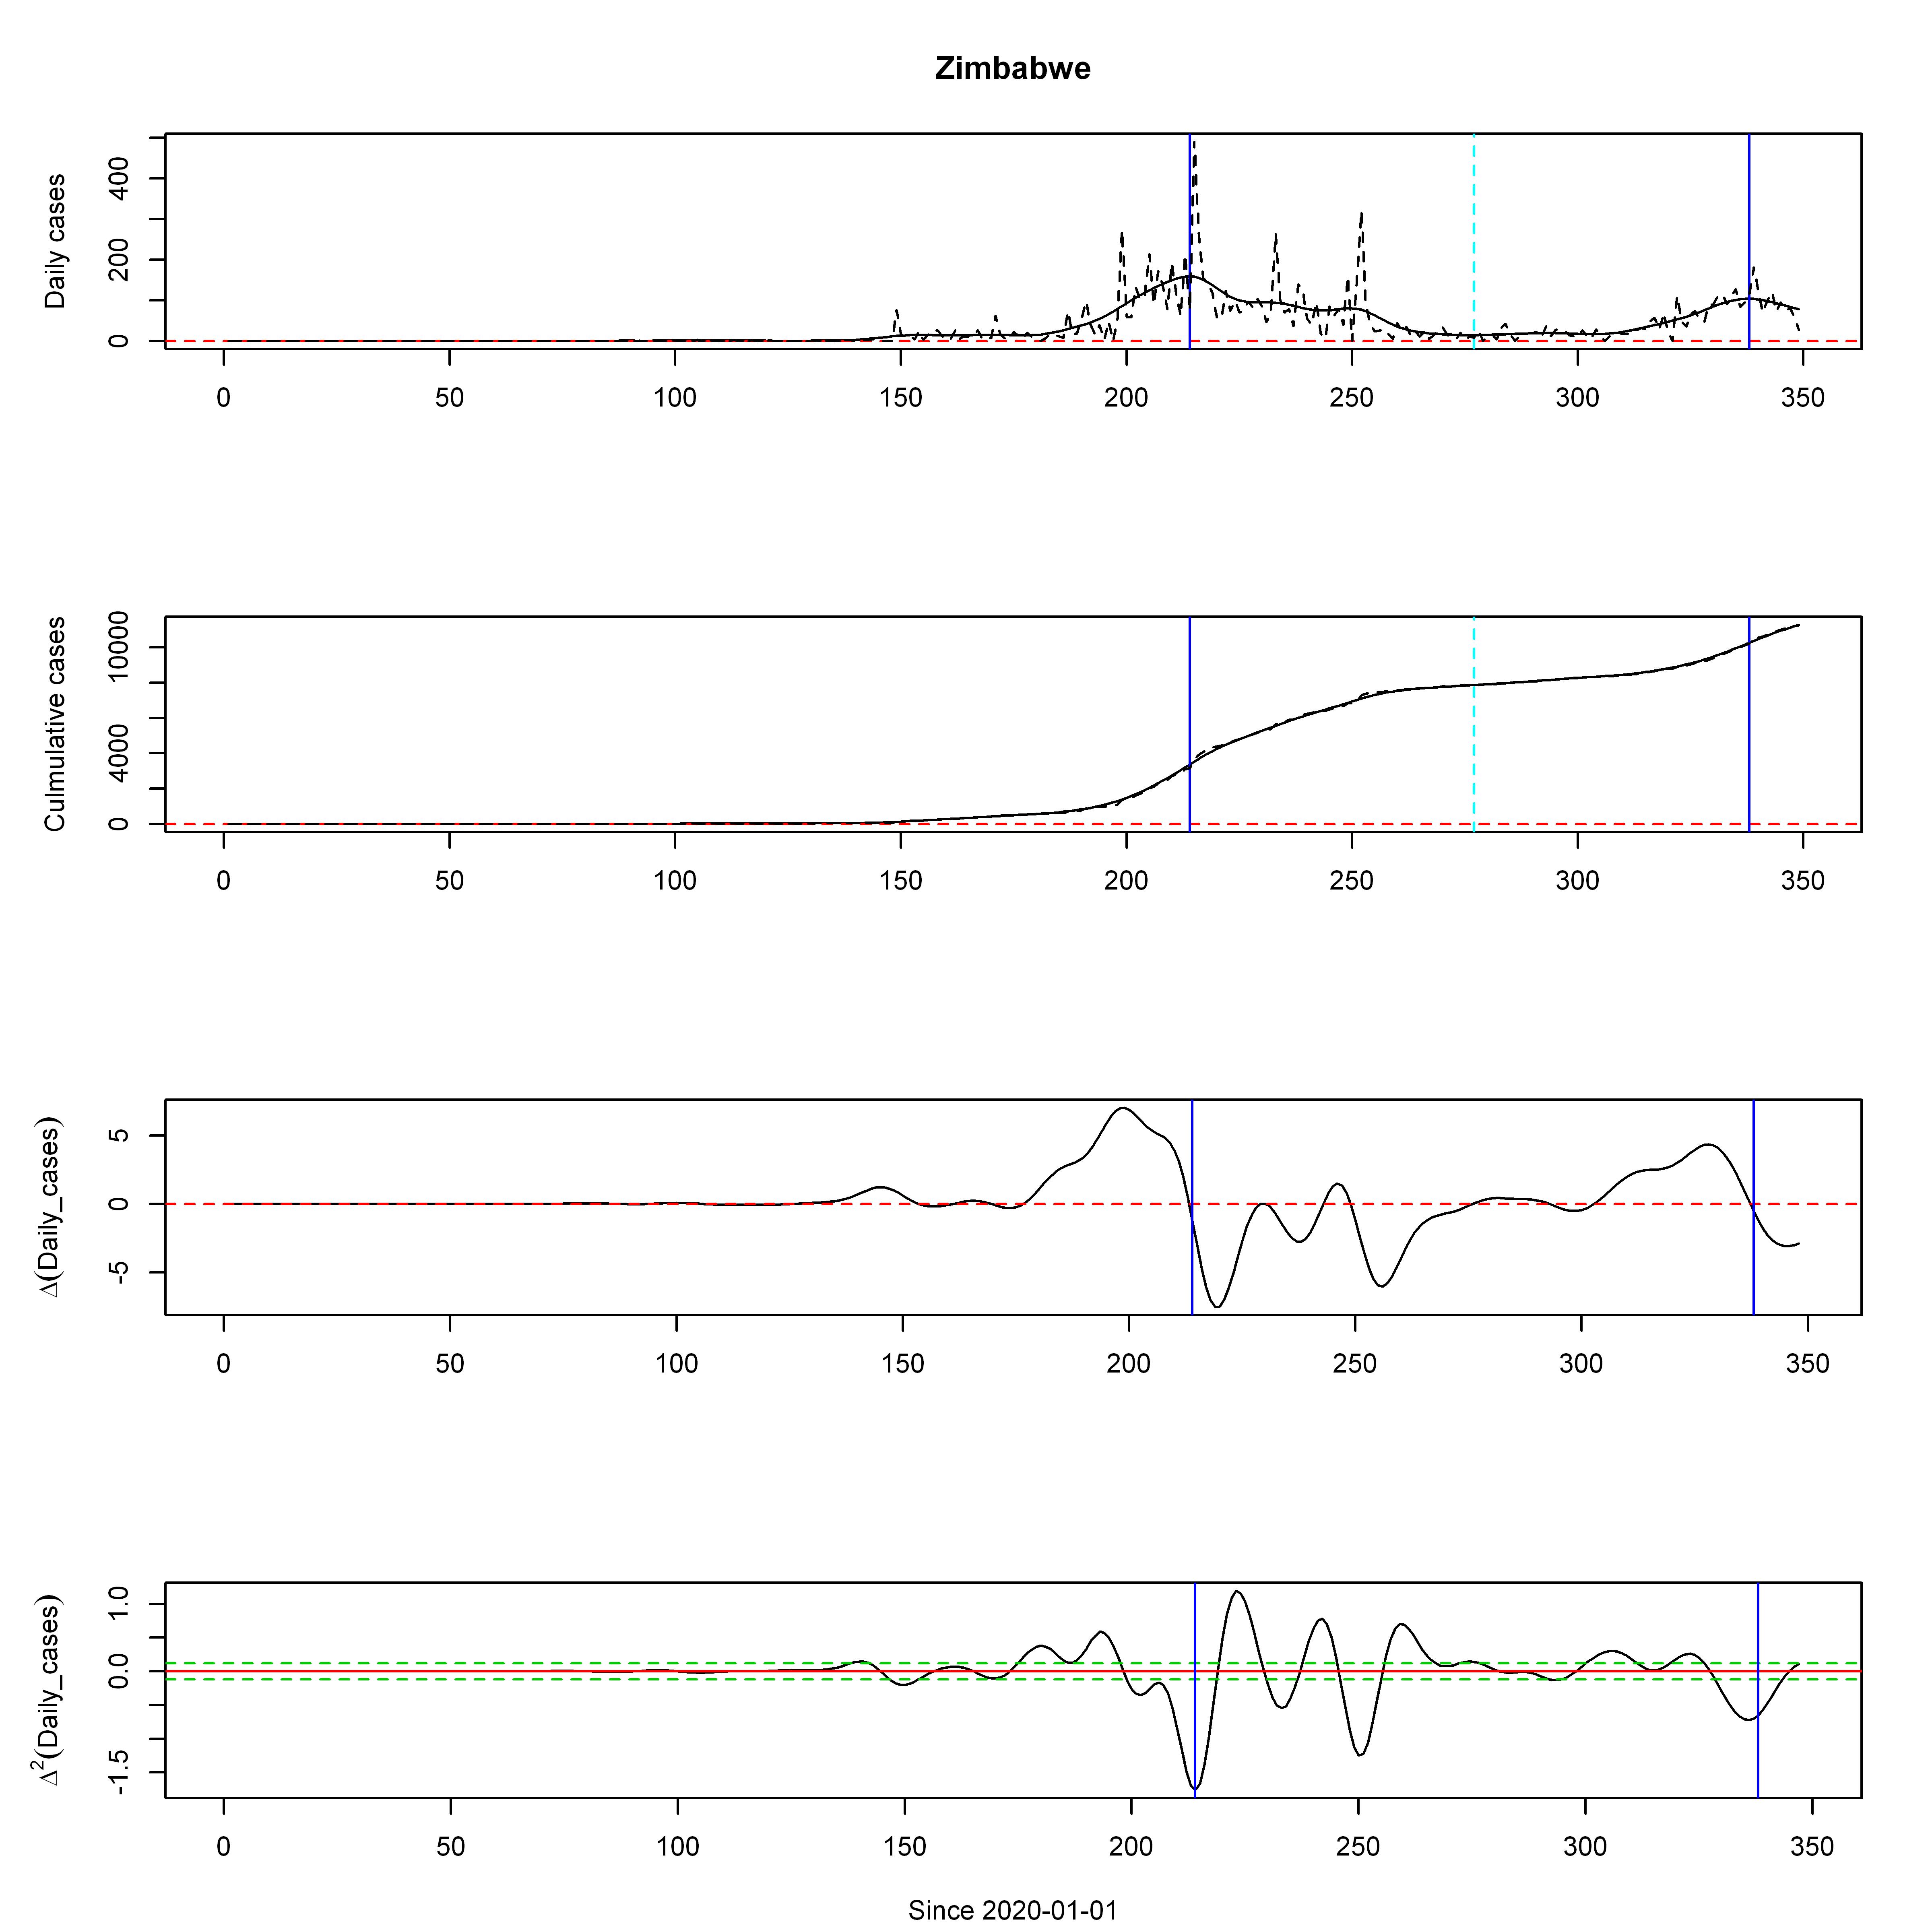 Zimbabwe
Daily cases
0 200 400
0 50 100 150 200 250 300 350
Culmulative cases
0 4000 10000
0 50 100 150 200 250 300 350
Δ(Daily_cases)
-5 0 5
0 50 100 150 200 250 300 350
Δ²(Daily_cases)
-1.5 0.0 1.0
0 50 100 150 200 250 300 350
Since 2020-01-01